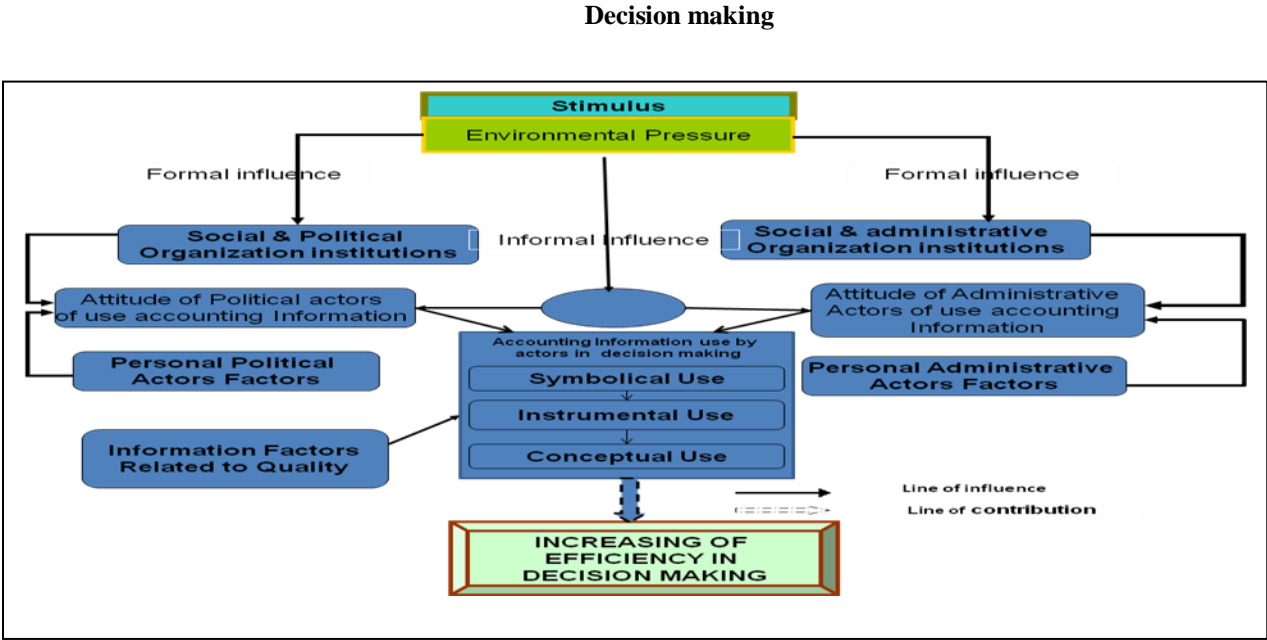 Decision making
Stimulus
Environmental Pressure
Formal influence
Formal influence
Social & Political
Organization institutions
Informal Influence
Social & administrative
Organization institutions
Attitude of Political actors
of use accounting Information
Attitude of Administrative
Actors of use accounting
Information
Accounting Information use by
actors in decision making
Personal Political
Actors Factors
Symbolical Use
Personal Administrative
Actors Factors
Instrumental Use
Information Factors
Related to Quality
Conceptual Use
Line of influence
Line of contribution
INCREASING OF
EFFICIENCY IN
DECISION MAKING